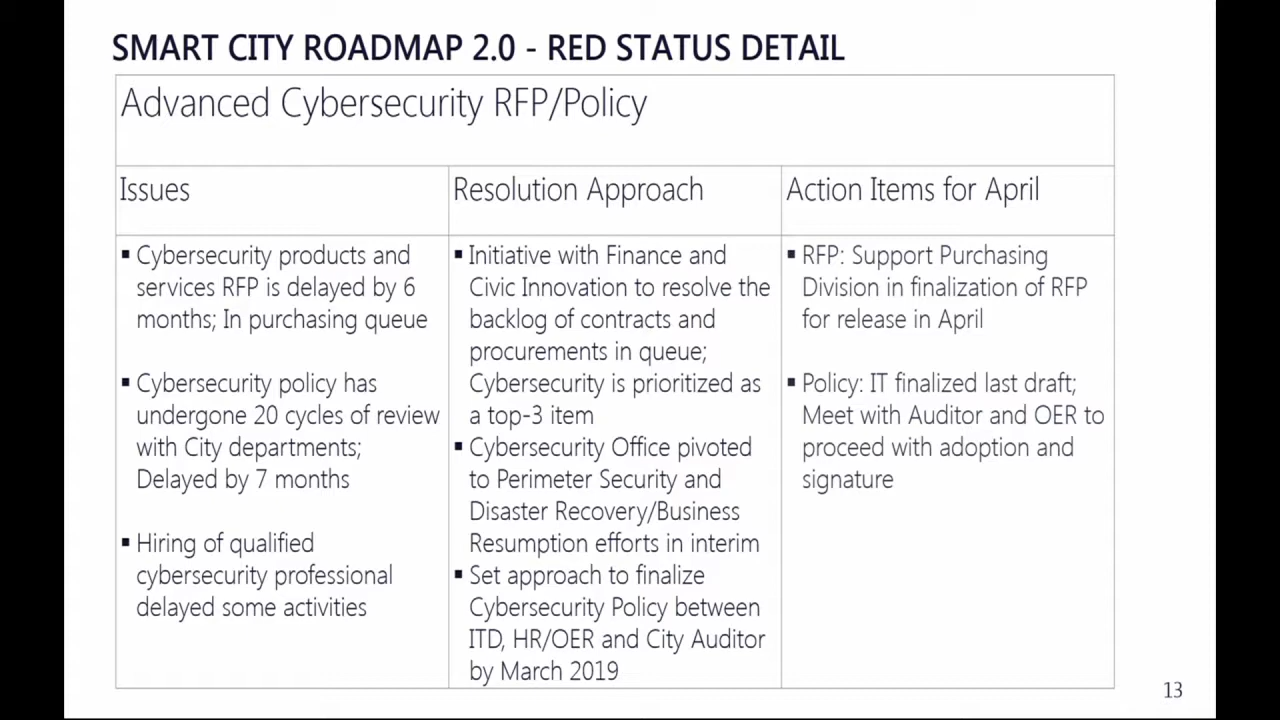 SMART CITY ROADMAP 2.0 - RED STATUS DETAIL
Advanced Cybersecurity RFP/Policy
Issues
Resolution Approach
Action Items for April
▪ Cybersecurity products and
services RFP is delayed by 6
months; In purchasing queue
▪ Cybersecurity policy has
undergone 20 cycles of review
with City departments;
Delayed by 7 months
▪ Hiring of qualified
cybersecurity professional
delayed some activities
▪ Initiative with Finance and
Civic Innovation to resolve the
backlog of contracts and
procurements in queue;
Cybersecurity is prioritized as
a top-3 item
▪ Cybersecurity Office pivoted
to Perimeter Security and
Disaster Recovery/Business
Resumption efforts in interim
▪ Set approach to finalize
Cybersecurity Policy between
ITD, HR/OER and City Auditor
by March 2019
▪ RFP: Support Purchasing
Division in finalization of RFP
for release in April
▪ Policy: IT finalized last draft;
Meet with Auditor and OER to
proceed with adoption and
signature
13